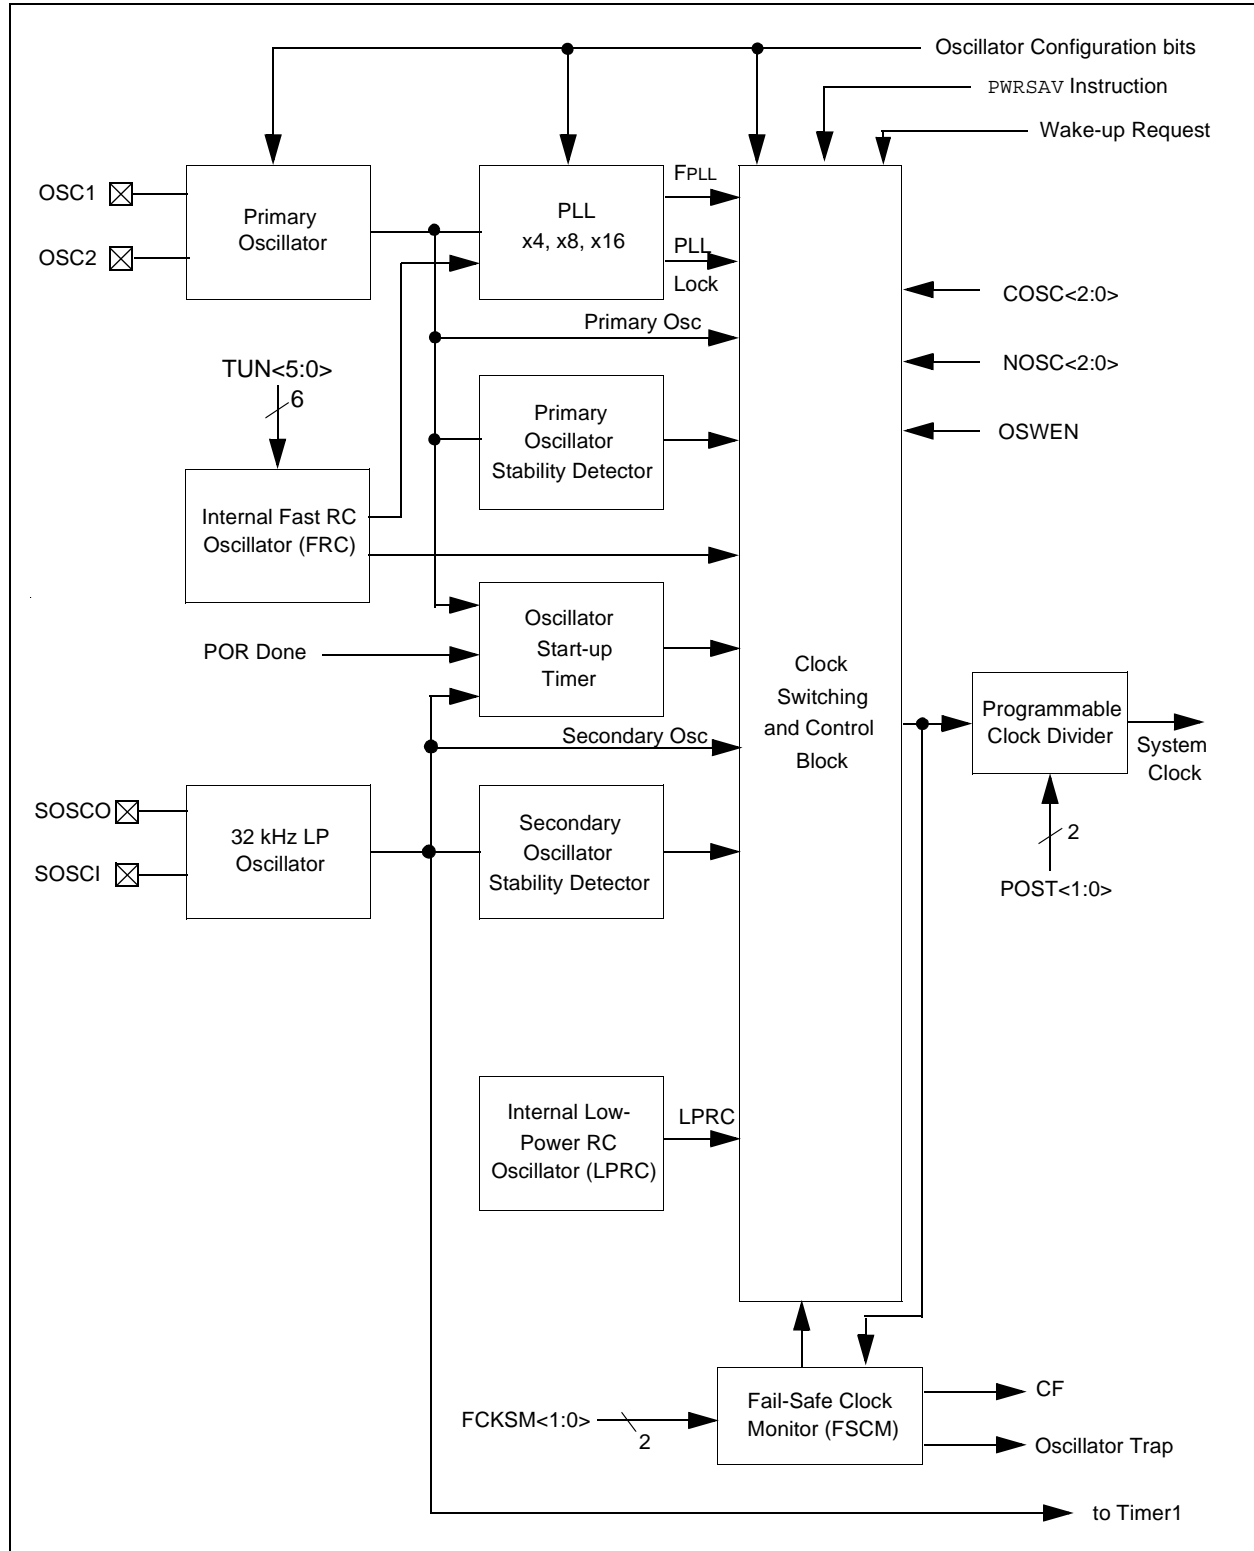 Oscillator Configuration bits
PWRSAV Instruction
Wake-up Request
OSC1
OSC2
Primary
Oscillator
PLL
x4, x8, x16
FPLL
PLL
Lock
COSC<2:0>
Primary Osc
NOSC<2:0>
TUN<5:0>
6
Primary
Oscillator
Stability Detector
OSWEN
Internal Fast RC
Oscillator (FRC)
Oscillator
Start-up
Timer
POR Done
Clock
Switching
and Control
Block
Programmable
Clock Divider
System
Clock
Secondary Osc
SOSCO
SOSCI
32 kHz LP
Oscillator
Secondary
Oscillator
Stability Detector
2
POST<1:0>
Internal Low-
Power RC
Oscillator (LPRC)
LPRC
FCKSM<1:0>
2
Fail-Safe Clock
Monitor (FSCM)
CF
Oscillator Trap
to Timer1